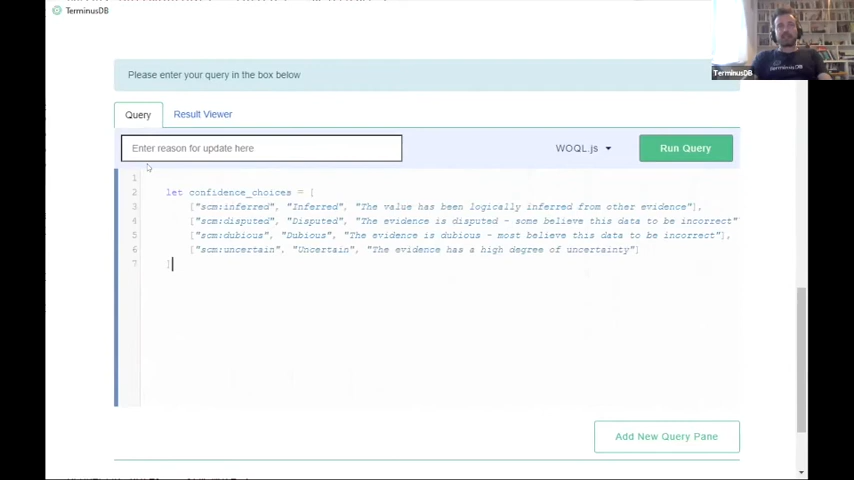 TerminusDB
TerminusDB
Please enter your query in the box below
Query
Result Viewer
Enter reason for update here
WOQL.js
Run Query
1
2 let confidence_choices = [
3 ["scm:inferred", "Inferred", "The value has been logically inferred from other evidence"],
4 ["scm:disputed", "Disputed", "The evidence is disputed - some believe this data to be incorrect"
5 ["scm:dubious", "Dubious", "The evidence is dubious - most believe this data to be incorrect"],
6 ["scm:uncertain", "Uncertain", "The evidence has a high degree of uncertainty"]
7 ]
Add New Query Pane